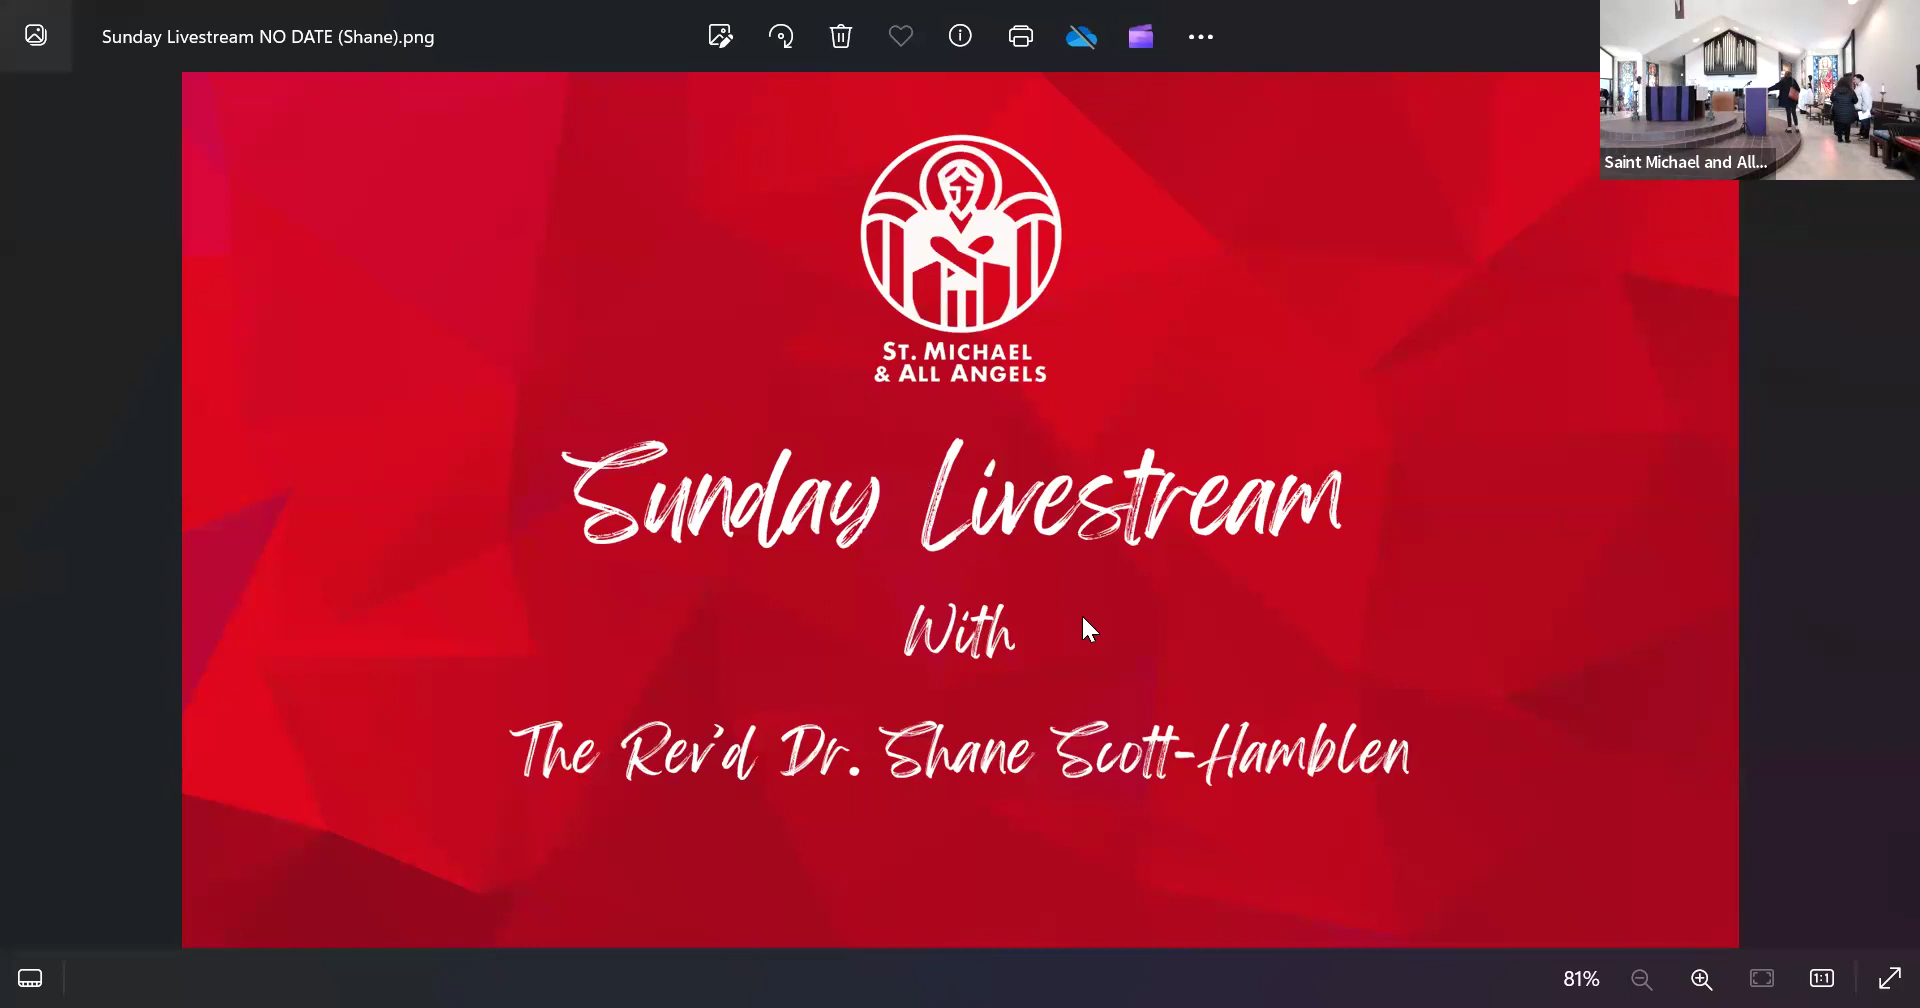 Sunday Livestream NO DATE (Shane).png
Saint Michael and All...
ST. MICHAEL
& ALL ANGELS
Sunday Livestream
With
The Rev'd Dr. Shane Scott-Hamblen
81%
1:1